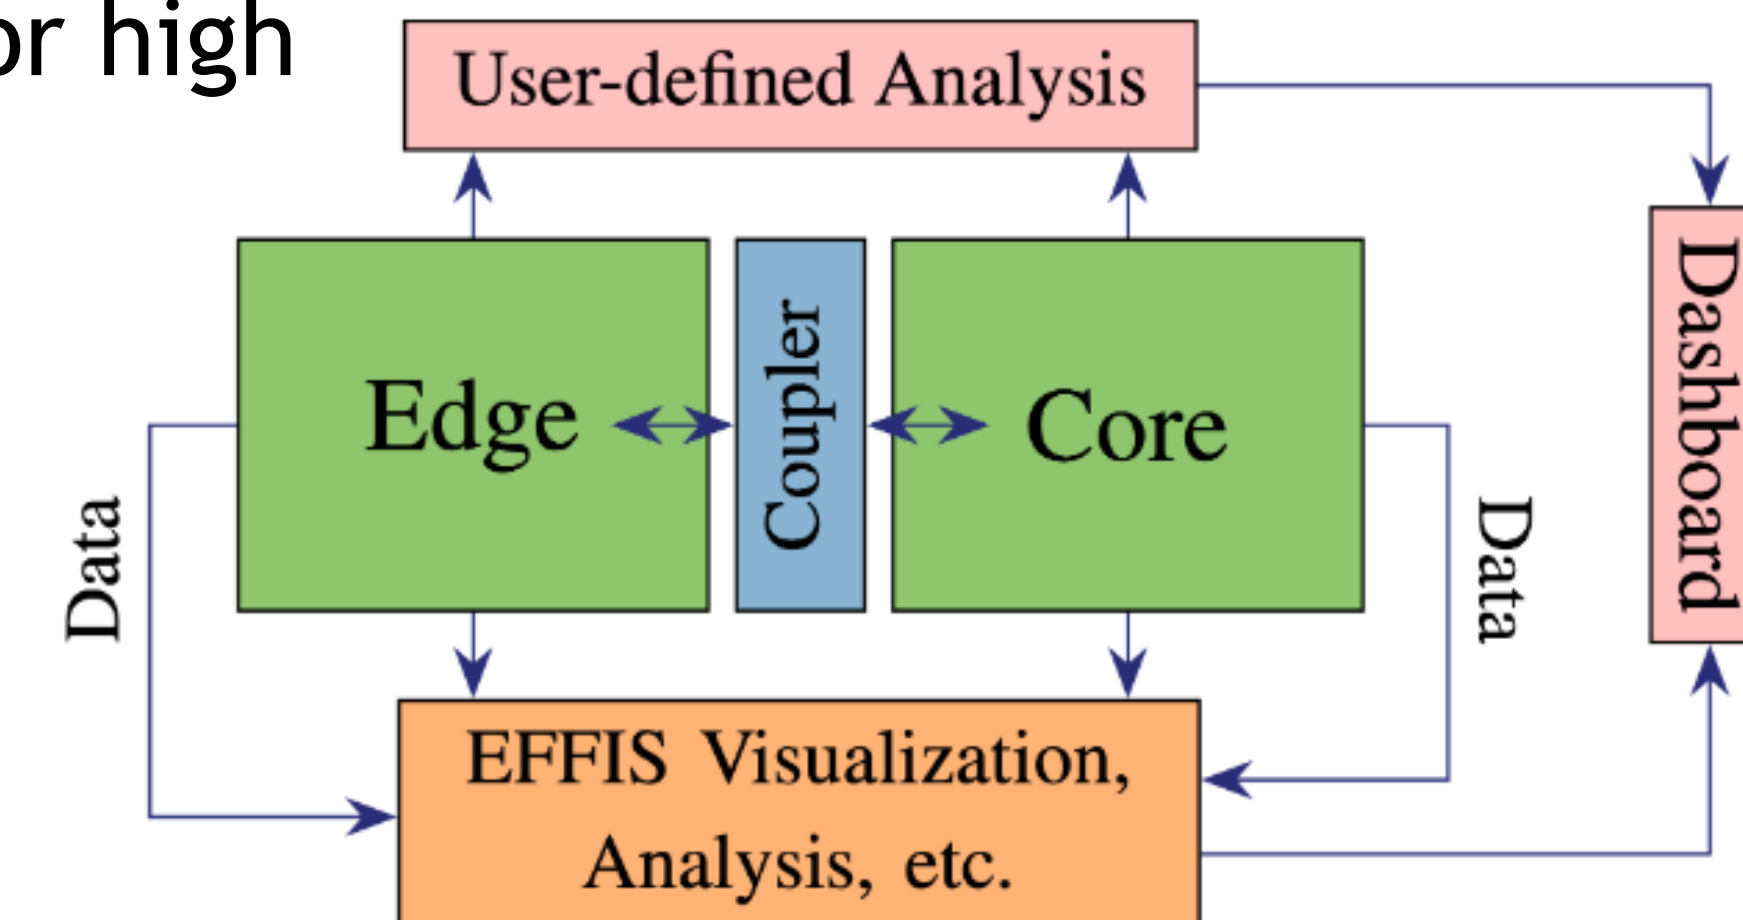 or high
User-defined Analysis
Edge
Coupler
Core
Dashboard
Data
Data
EFFIS Visualization,
Analysis, etc.